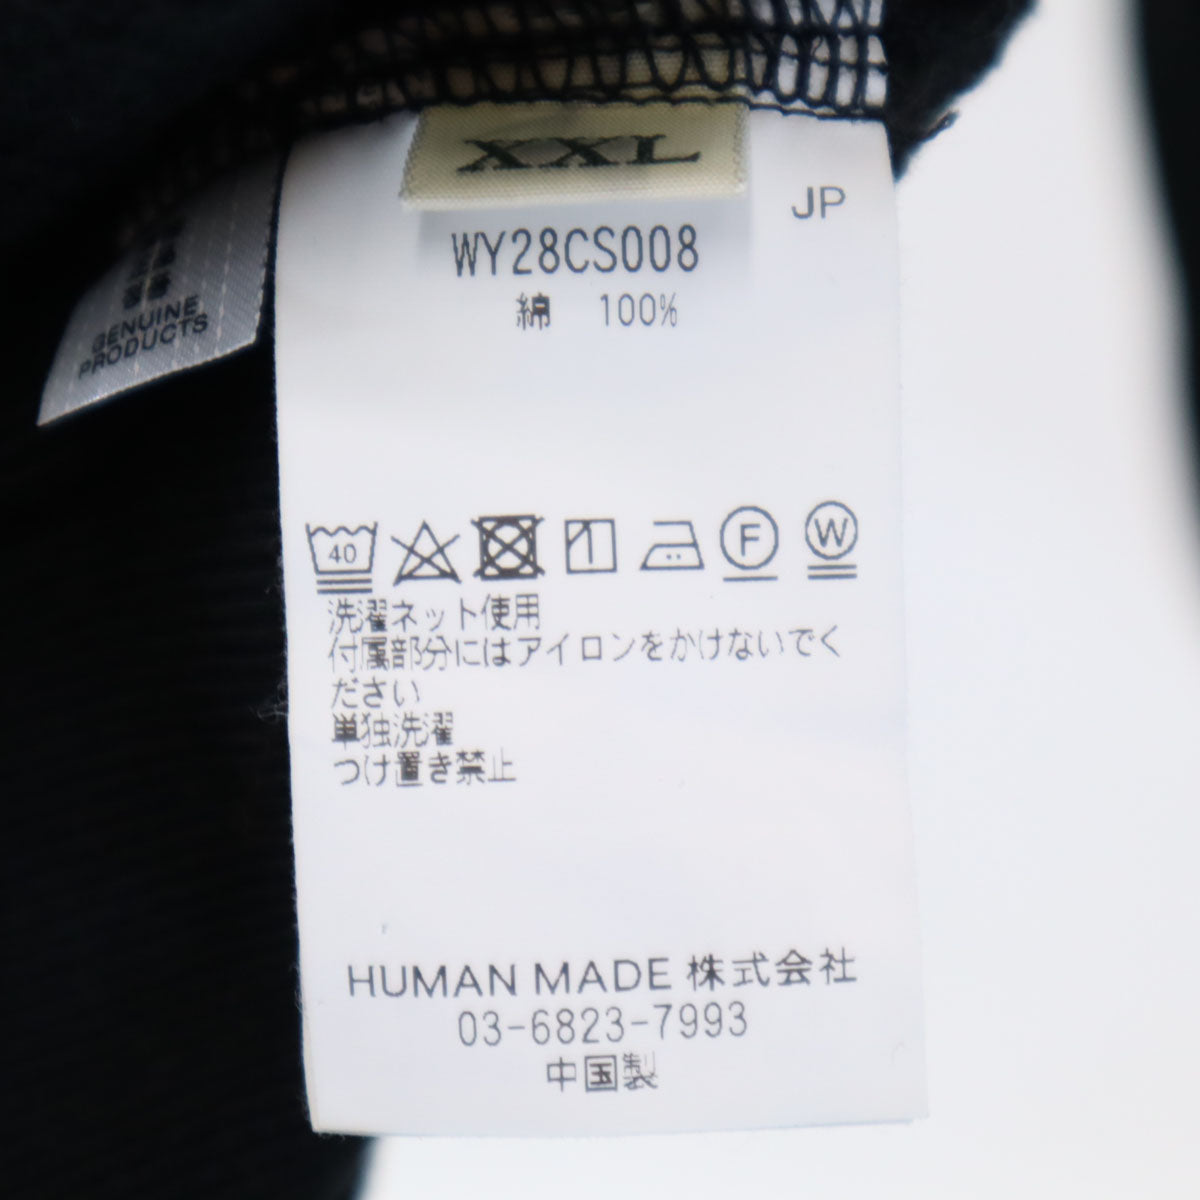 XXL
JP
WY28CS008
綿 100%
GENUINE
PRODUCTS
40
F
W
洗濯ネット使用
付属部分にはアイロンをかけないでく
ださい
単独洗濯
つけ置き禁止
HUMAN MADE 株式会社
03-6823-7993
中国製